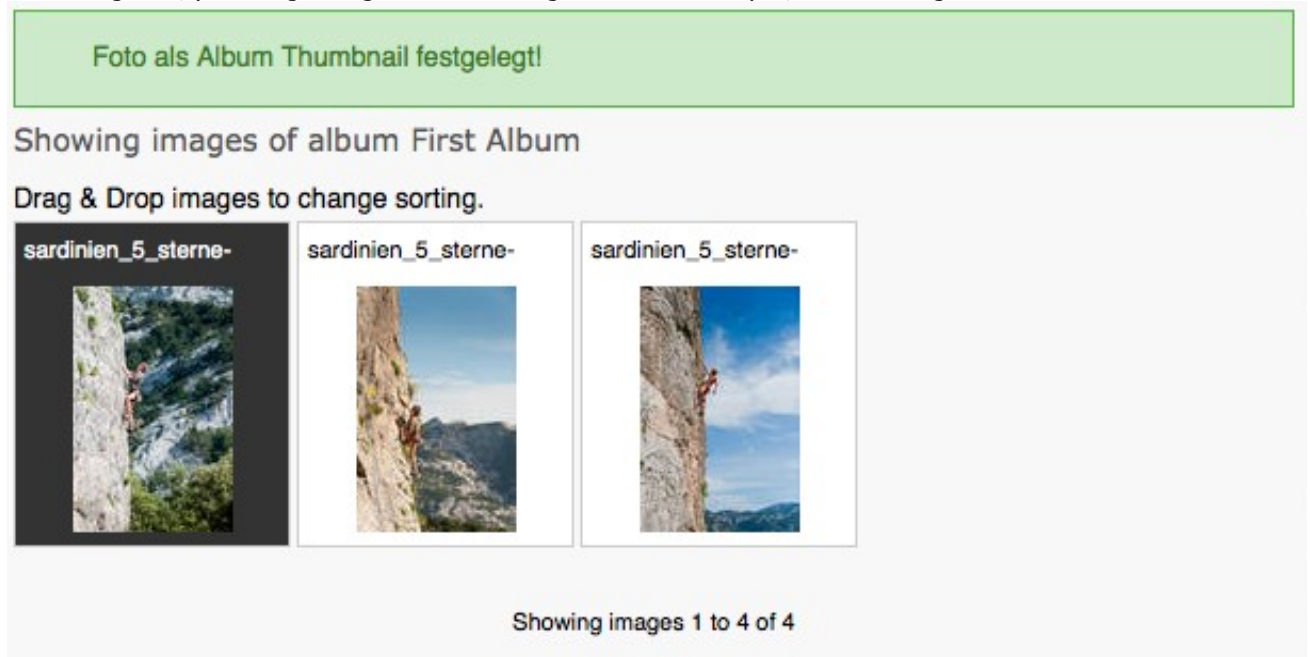 Foto als Album Thumbnail festgelegt!
Showing images of album First Album
Drag & Drop images to change sorting.
sardinien_5_sterne- sardinien_5_sterne- sardinien_5_sterne-
Showing images 1 to 4 of 4